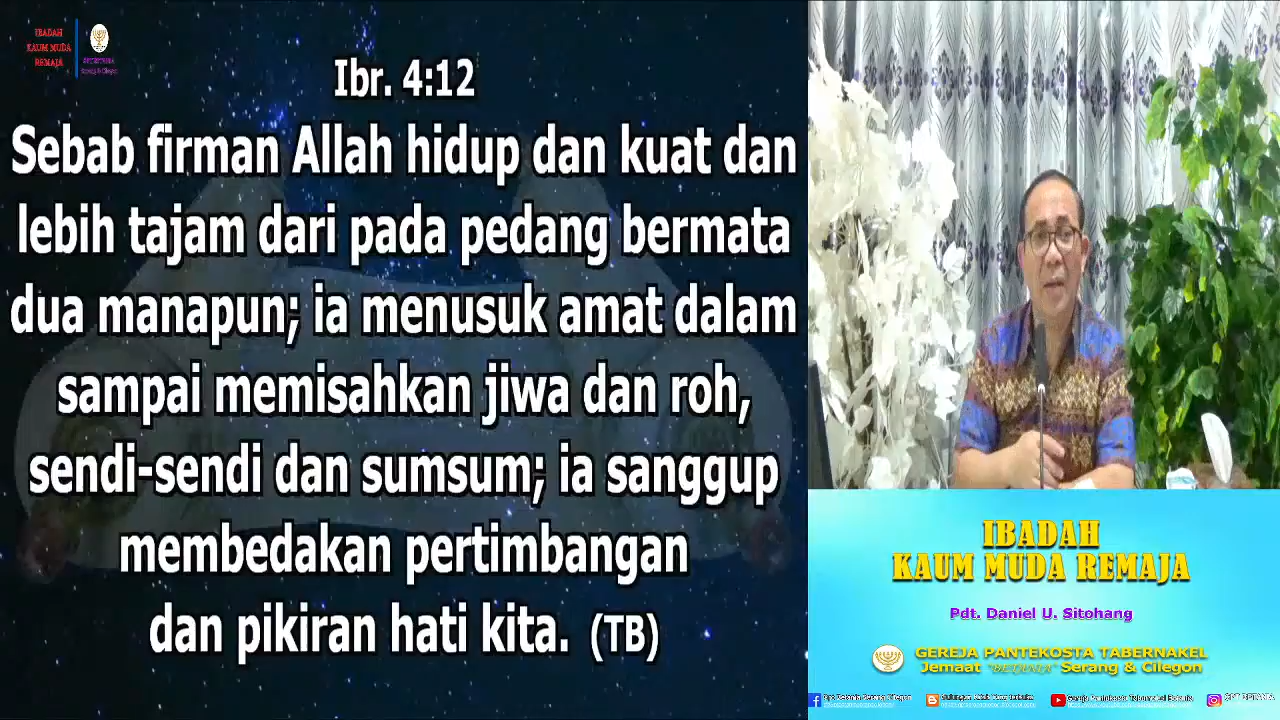 IBADAH
KAUM MUDA
REMAJA
Serang & Cilegon
Ibr. 4:12
Sebab firman Allah hidup dan kuat dan
lebih tajam dari pada pedang bermata
dua manapun; ia menusuk amat dalam
sampai memisahkan jiwa dan roh,
sendi-sendi dan sumsum; ia sanggup
membedakan pertimbangan
dan pikiran hati kita. (TB)
IBADAH
KAUM MUDA REMAJA
Pdt. Daniel U. Sitohang
GEREJA PANTEKOSTA TABERNAKEL
Jemaat "BETANIA" Serang & Cilegon